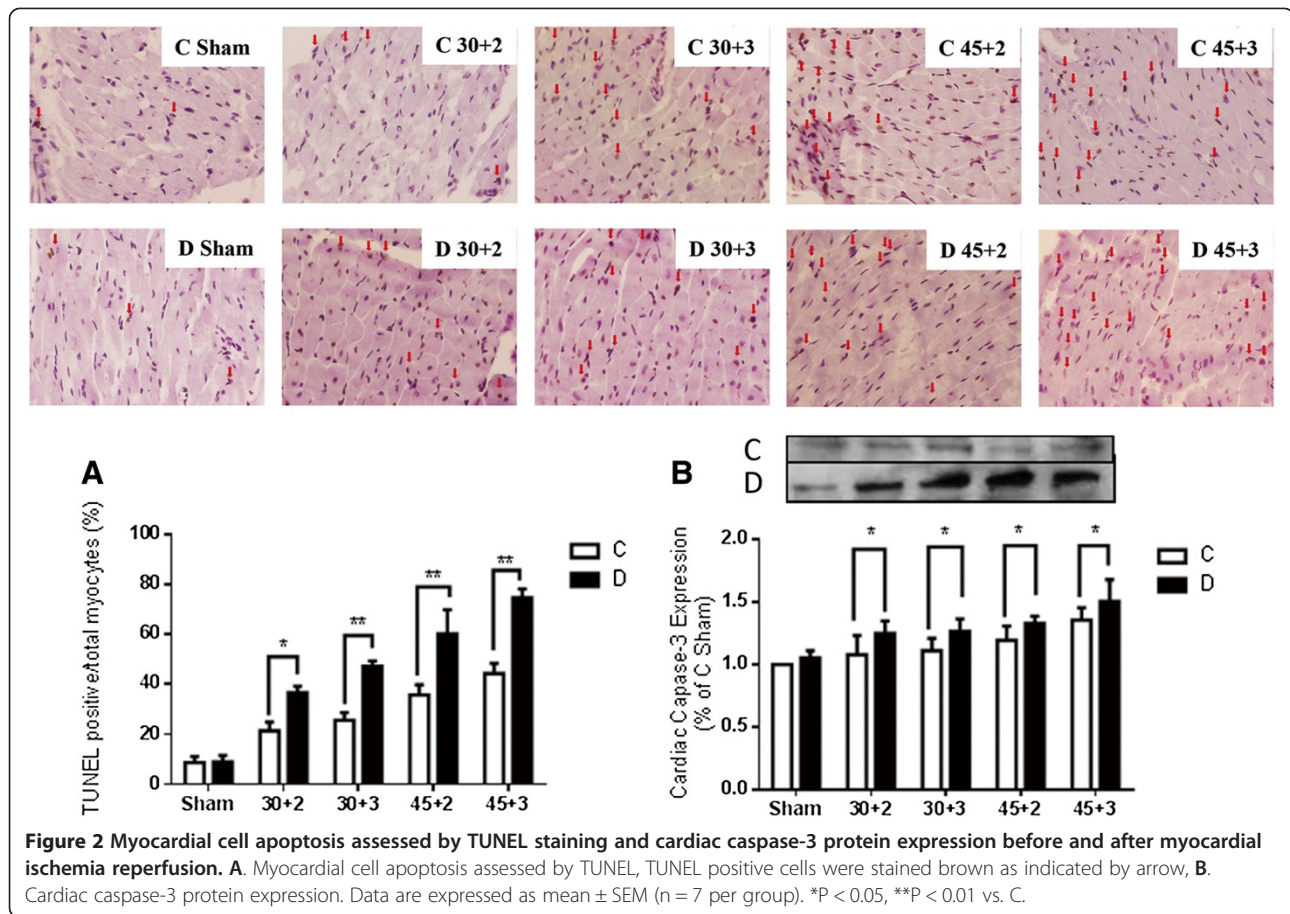 C Sham
C 30+2
C 30+3
C 45+2
C 45+3
D Sham
D 30+2
D 30+3
D 45+2
D 45+3
A
TUNEL positive/total myocytes (%)
100
80
60
40
20
0
*
**
**
**
C
D
Sham
30+2
30+3
45+2
45+3
B
C
D
Cardiac Capase-3 Expression
(% of C Sham)
2.0
1.5
1.0
0.5
0.0
*
*
*
*
C
D
Sham
30+2
30+3
45+2
45+3
Figure 2 Myocardial cell apoptosis assessed by TUNEL staining and cardiac caspase-3 protein expression before and after myocardial
ischemia reperfusion. A. Myocardial cell apoptosis assessed by TUNEL, TUNEL positive cells were stained brown as indicated by arrow, B.
Cardiac caspase-3 protein expression. Data are expressed as mean ± SEM (n = 7 per group). *P < 0.05, **P < 0.01 vs. C.